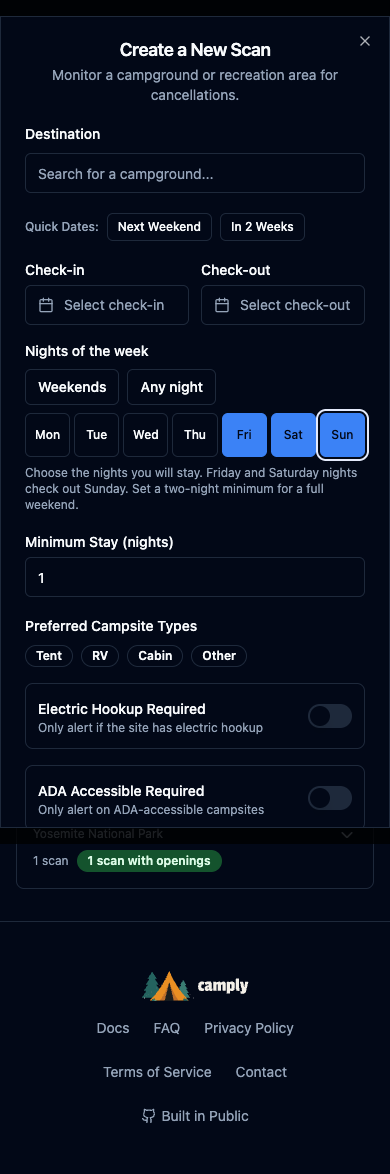 Create a New Scan
Monitor a campground or recreation area for
cancellations.
Destination
Search for a campground...
Quick Dates: Next Weekend In 2 Weeks
Check-in Check-out
Select check-in Select check-out
Nights of the week
Weekends Any night
Mon Tue Wed Thu Fri Sat Sun
Choose the nights you will stay. Friday and Saturday nights
check out Sunday. Set a two-night minimum for a full
weekend.
Minimum Stay (nights)
1
Preferred Campsite Types
Tent RV Cabin Other
Electric Hookup Required
Only alert if the site has electric hookup
ADA Accessible Required
Only alert on ADA-accessible campsites
Yosemite National Park
1 scan 1 scan with openings
camply
Docs FAQ Privacy Policy
Terms of Service Contact
Built in Public